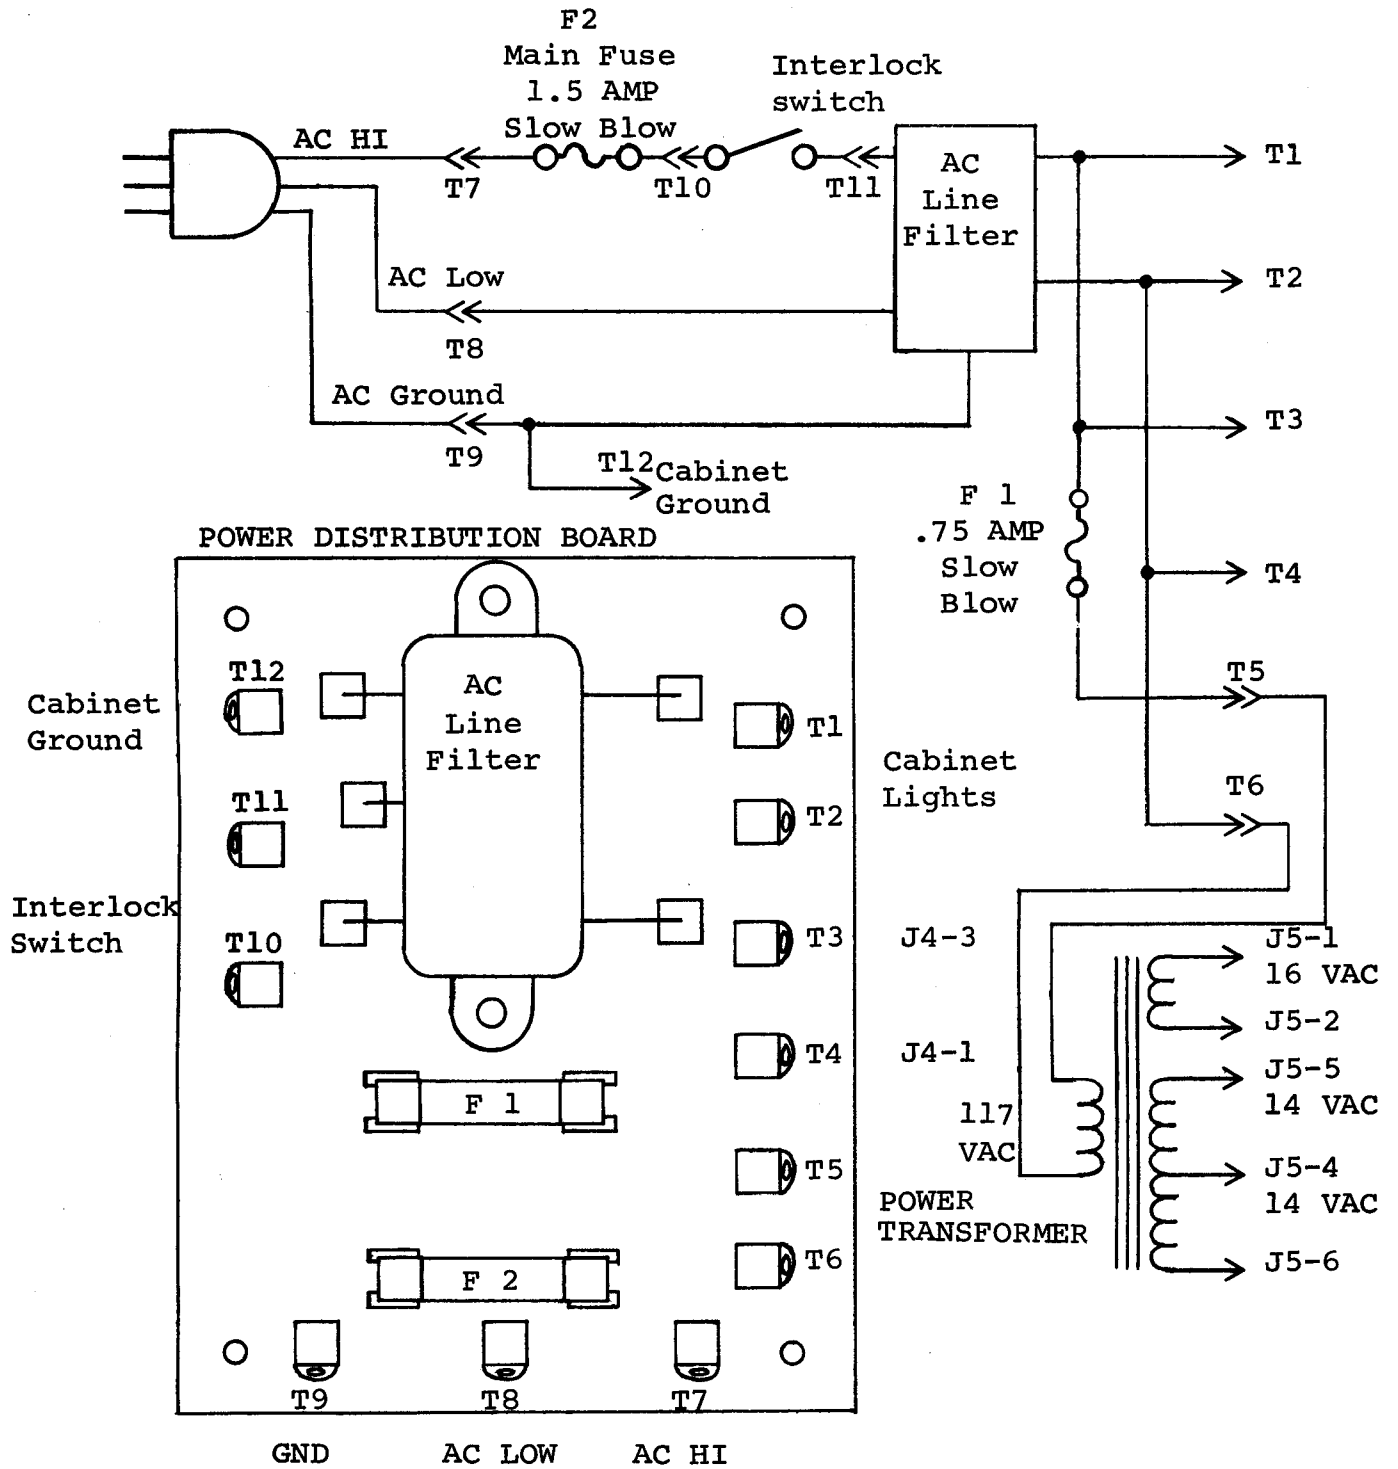 F2
Main Fuse
1.5 AMP
Slow Blow
Interlock
switch
AC HI
T7
T10
T11
AC
Line
Filter
T1
AC Low
T8
T2
AC Ground
T9
T12
Cabinet
Ground
T3
F 1
.75 AMP
Slow
Blow
T4
T5
T6
POWER DISTRIBUTION BOARD
T12
Cabinet
Ground
AC
Line
Filter
T1
T11
Cabinet
Lights
T2
Interlock
Switch
T10
T3
J4-3
T4
J4-1
F 1
T5
POWER
TRANSFORMER
T6
F 2
T9
T8
T7
GND
AC LOW
AC HI
117
VAC
J5-1
16 VAC
J5-2
J5-5
14 VAC
J5-4
14 VAC
J5-6